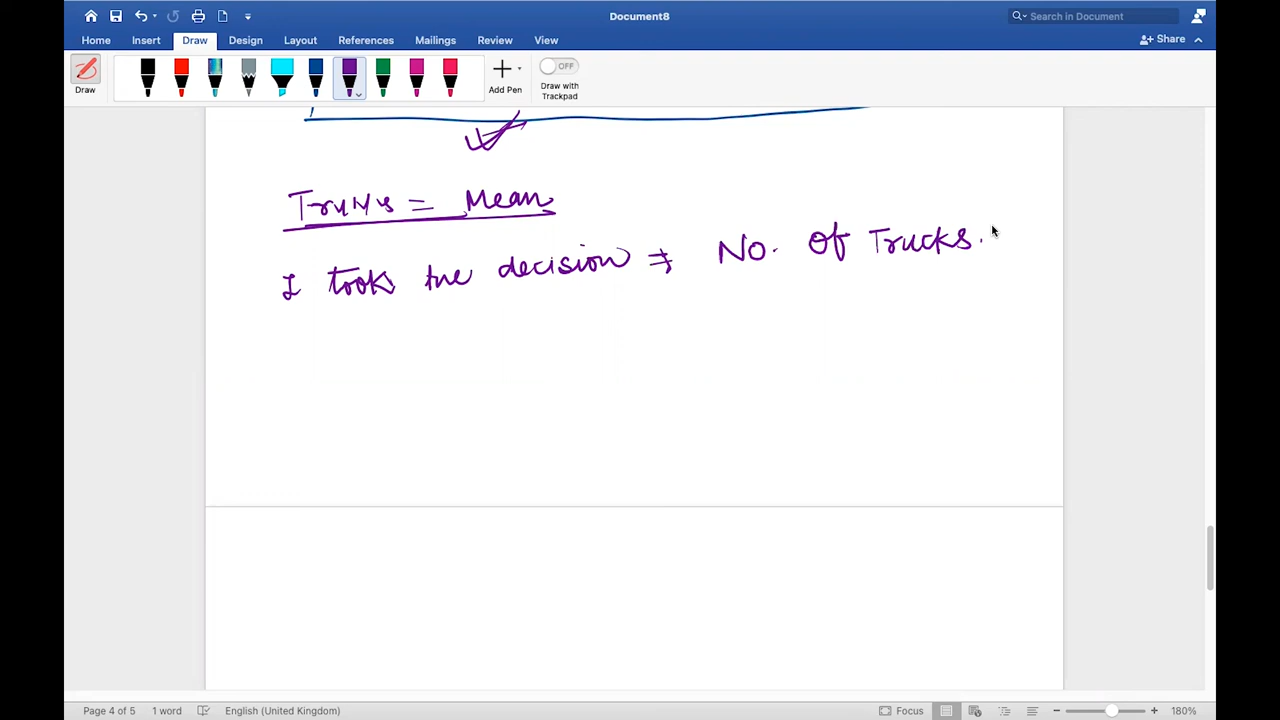 Document8
Search in Document
Home Insert Draw Design Layout References Mailings Review View
Share
Draw
Add Pen
OFF
Draw with
Trackpad
Trucks = Mean
I took the decision ⇒ No. Of Trucks.
Page 4 of 5 1 word English (United Kingdom) Focus 180%